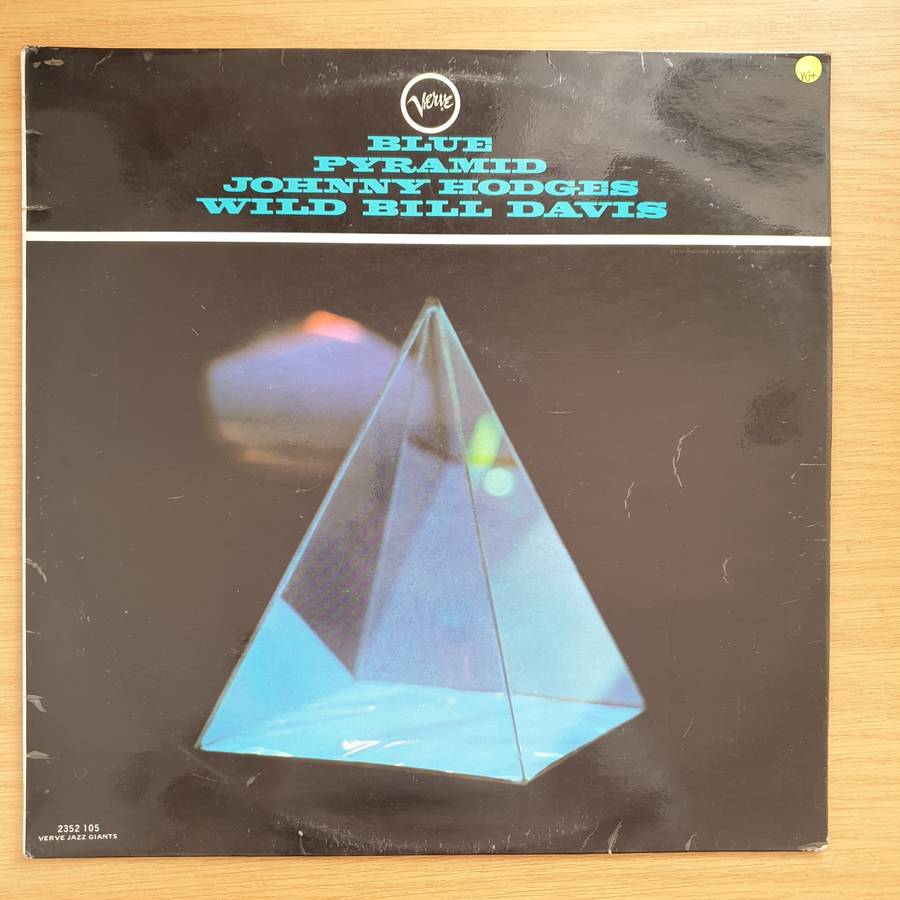 VG+
Verve
BLUE
PYRAMID
JOHNNY HODGES
WILD BILL DAVIS
2352 105
VERVE JAZZ GIANTS